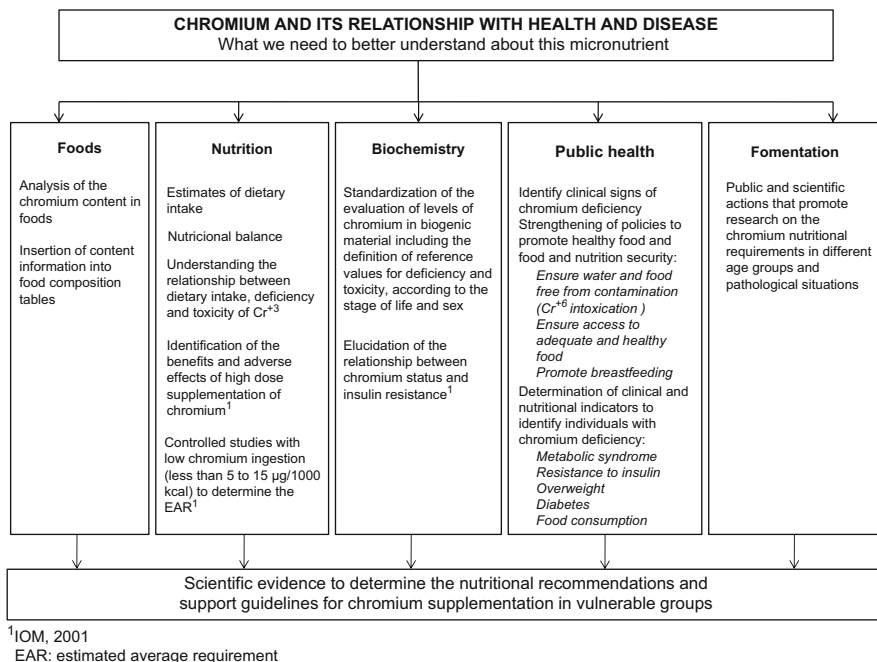 CHROMIUM AND ITS RELATIONSHIP WITH HEALTH AND DISEASE
What we need to better understand about this micronutrient
Foods
Analysis of the
chromium content in
foods
Insertion of content
information into
food composition
tables
Nutrition
Estimates of dietary
intake
Nutricional balance
Understanding the
relationship between
dietary intake, deficiency
and toxicity of Cr+3
Identification of the
benefits and adverse
effects of high dose
supplementation of
chromium1
Controlled studies with
low chromium ingestion
(less than 5 to 15 µg/1000
kcal) to determine the
EAR1
Biochemistry
Standardization of the
evaluation of levels of
chromium in biogenic
material including the
definition of reference
values for deficiency and
toxicity, according to the
stage of life and sex
Elucidation of the
relationship between
chromium status and
insulin resistance1
Public health
Identify clinical signs of
chromium deficiency
Strengthening of policies to
promote healthy food and
food and nutrition security:
Ensure water and food
free from contamination
(Cr+6 intoxication )
Ensure access to
adequate and healthy
food
Promote breastfeeding
Determination of clinical and
nutritional indicators to
identify individuals with
chromium deficiency:
Metabolic syndrome
Resistance to insulin
Overweight
Diabetes
Food consumption
Fomentation
Public and scientific
actions that promote
research on the
chromium nutritional
requirements in different
age groups and
pathological situations
Scientific evidence to determine the nutritional recommendations and
support guidelines for chromium supplementation in vulnerable groups
1IOM, 2001
EAR: estimated average requirement